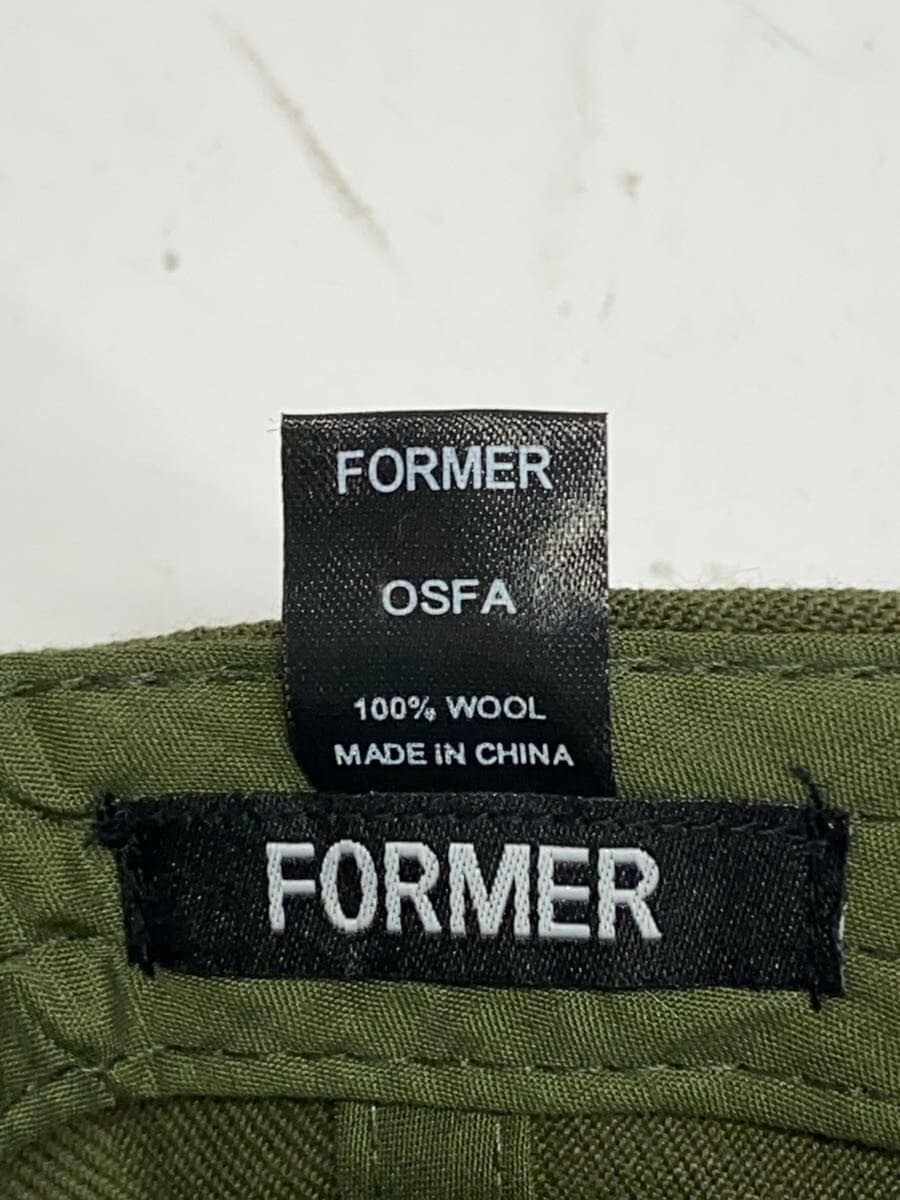 FORMER
OSFA
100% WOOL
MADE IN CHINA
FORMER